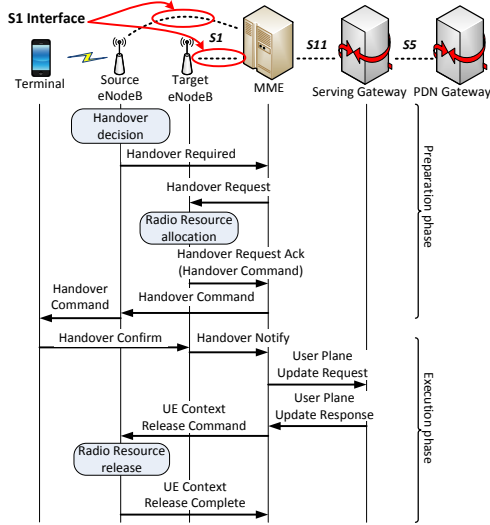 S1 Interface
S1
S11
S5
Terminal
Source
eNodeB
Target
eNodeB
MME
Serving Gateway
PDN Gateway
Handover
decision
Handover Required
Handover Request
Radio Resource
allocation
Handover Request Ack
(Handover Command)
Handover
Command
Handover Command
Preparation phase
Handover Confirm
Handover Notify
User Plane
Update Request
User Plane
Update Response
UE Context
Release Command
Radio Resource
release
UE Context
Release Complete
Execution phase